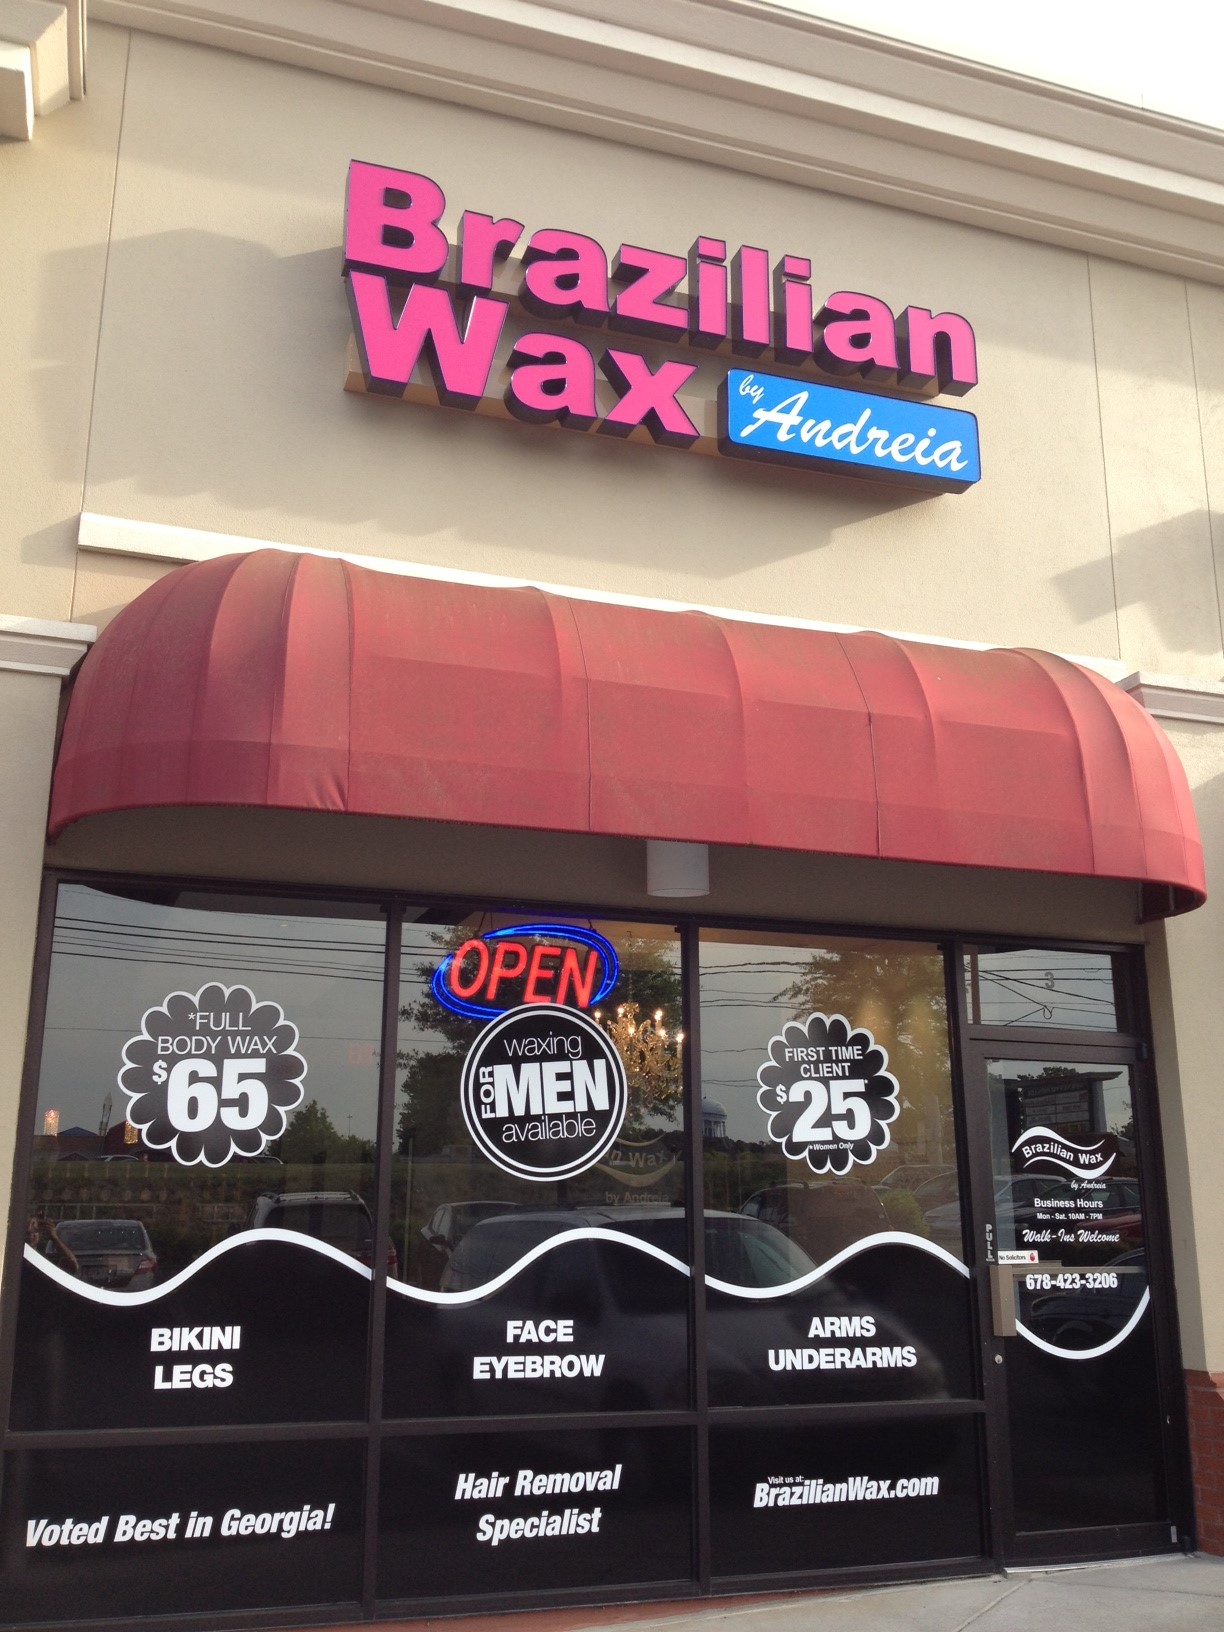 Brazilian
Wax
by Andreia
OPEN
*FULL
BODY WAX
$65
waxing
FOR MEN
available
FIRST TIME
CLIENT
$25*
*Women Only
3
Brazilian Wax
by Andreia
Business Hours
Mon - Sat. 10AM - 7PM
Walk-Ins Welcome
PULL
No Solicitors
678-423-3206
BIKINI
LEGS
FACE
EYEBROW
ARMS
UNDERARMS
Voted Best in Georgia!
Hair Removal
Specialist
Visit us at:
BrazilianWax.com